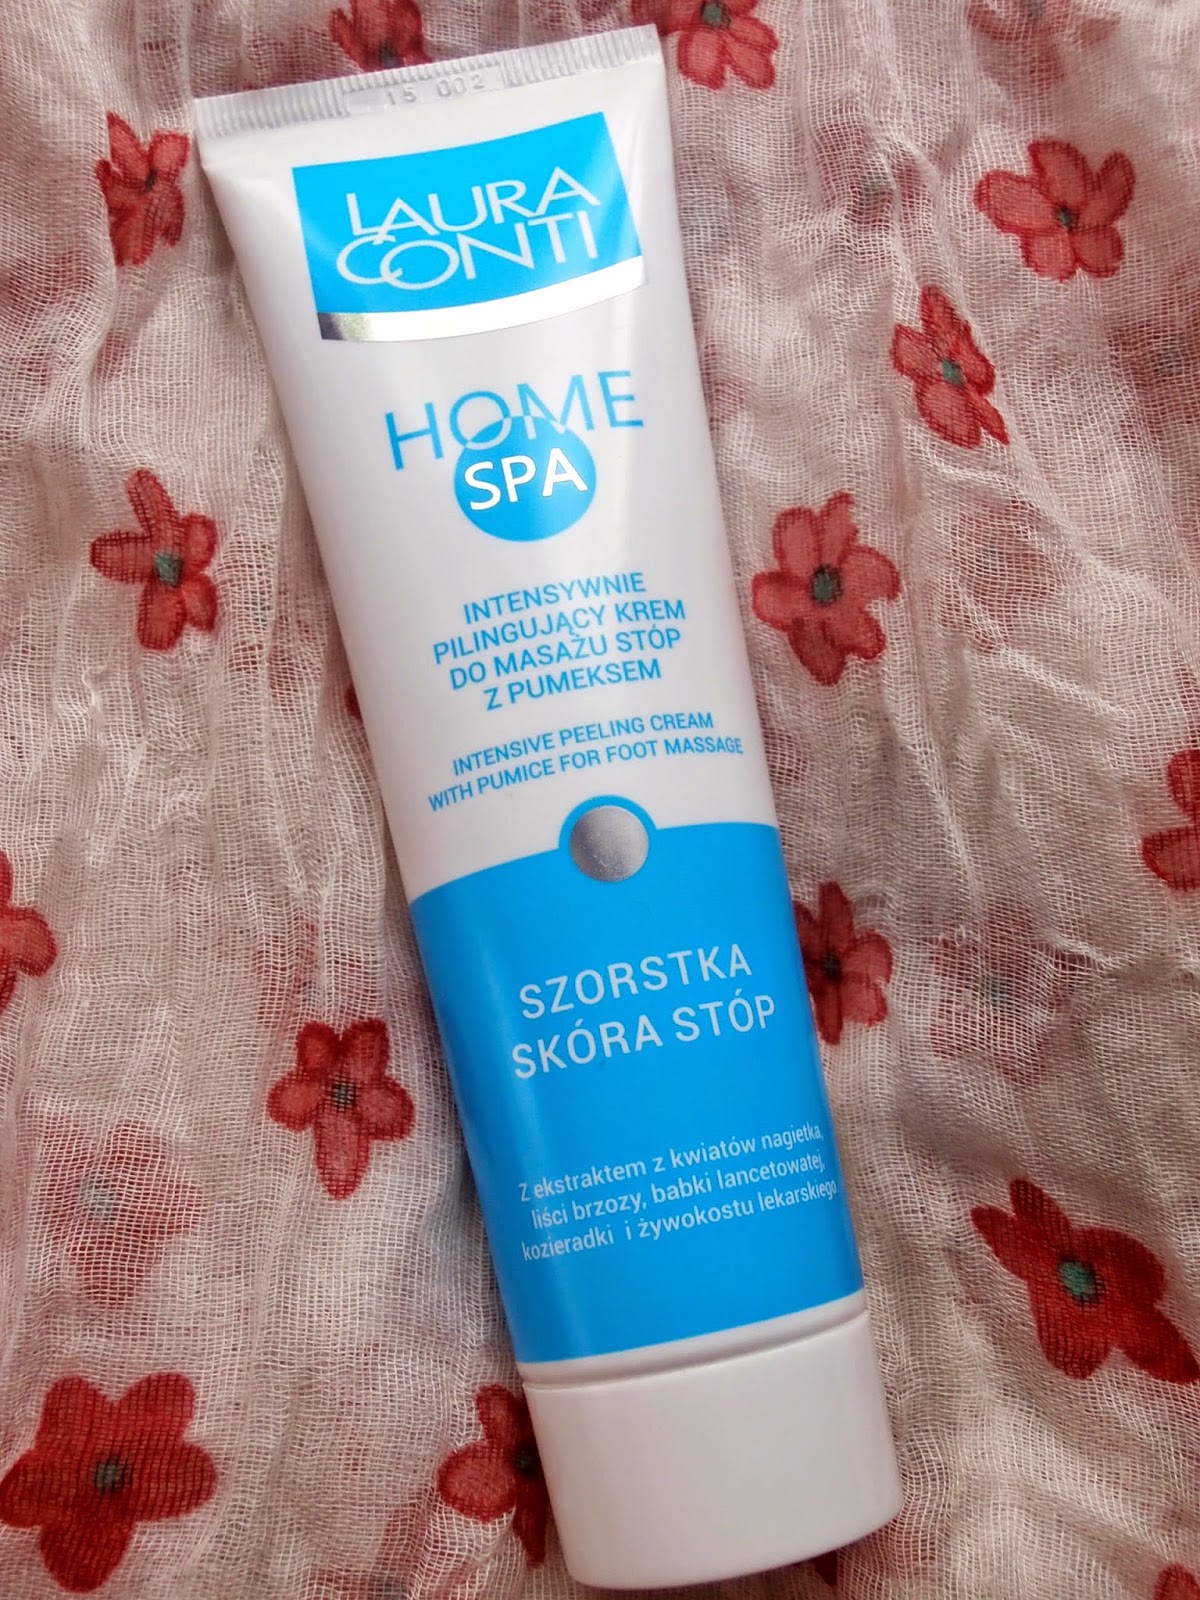 15 002
LAURA
CONTI
HOME
SPA
INTENSYWNIE
PILINGUJĄCY KREM
DO MASAŻU STÓP
Z PUMEKSEM
INTENSIVE PEELING CREAM
WITH PUMICE FOR FOOT MASSAGE
SZORSTKA
SKÓRA STÓP
Z ekstraktem z kwiatów nagietka,
liści brzozy, babki lancetowatej,
kozieradki i żywokostu lekarskiego